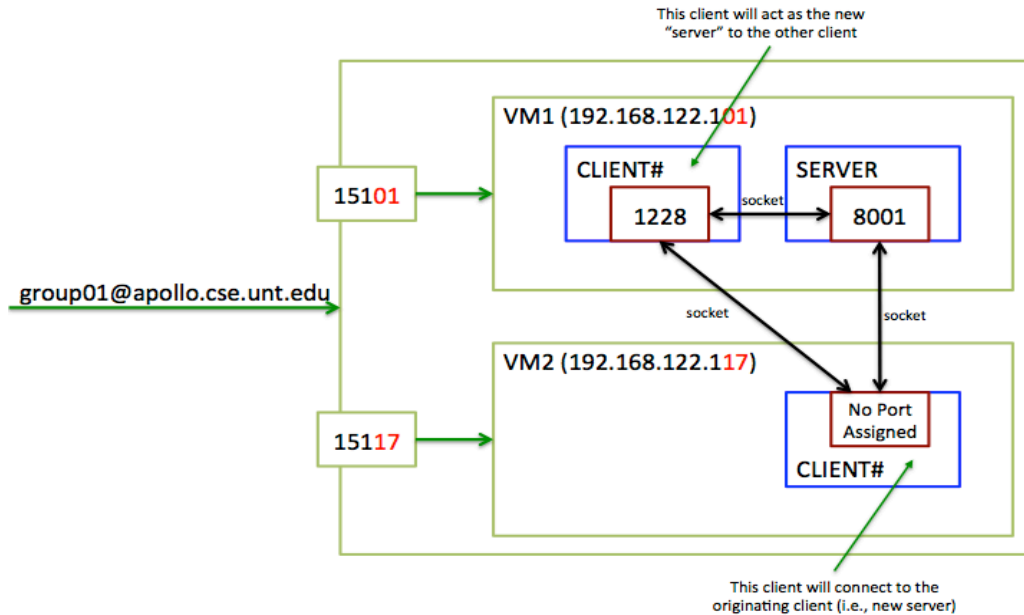 This client will act as the new
“server” to the other client
VM1 (192.168.122.101)
CLIENT#
SERVER
15101
1228
socket
8001
group01@apollo.cse.unt.edu
socket
socket
VM2 (192.168.122.117)
15117
No Port
Assigned
CLIENT#
This client will connect to the
originating client (i.e., new server)